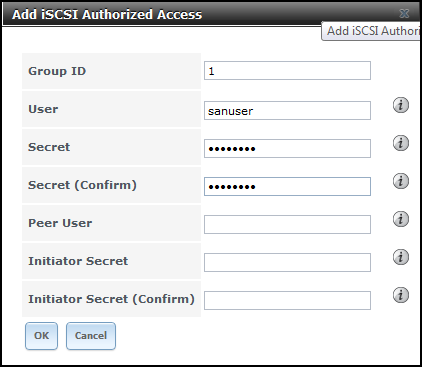 Add iSCSI Authorized Access
Add iSCSI Authori
Group ID 1
User sanuser
Secret ••••••••
Secret (Confirm) ••••••••
Peer User
Initiator Secret
Initiator Secret (Confirm)
OK Cancel